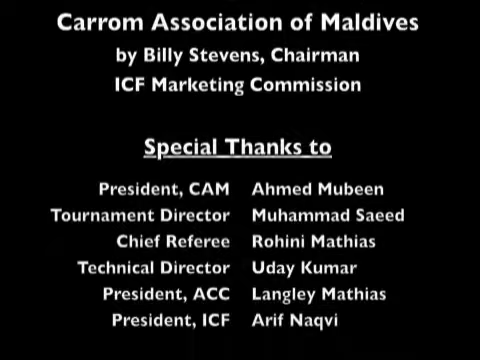 Carrom Association of Maldives
by Billy Stevens, Chairman
ICF Marketing Commission
Special Thanks to
President, CAM Ahmed Mubeen
Tournament Director Muhammad Saeed
Chief Referee Rohini Mathias
Technical Director Uday Kumar
President, ACC Langley Mathias
President, ICF Arif Naqvi